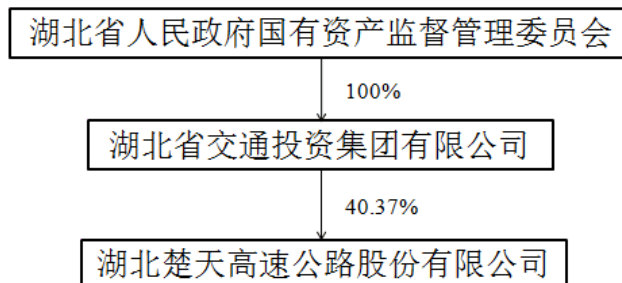 湖北省人民政府国有资产监督管理委员会
100%
湖北省交通投资集团有限公司
40.37%
湖北楚天高速公路股份有限公司